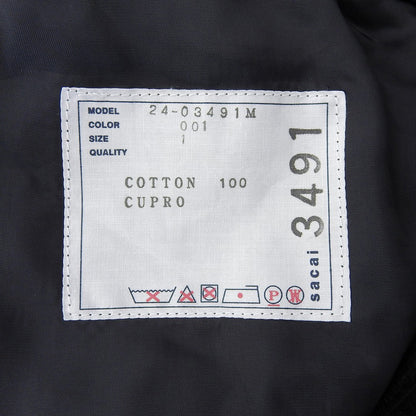 MODEL 24-03491M
COLOR 001
SIZE 1
QUALITY
COTTON 100
CUPRO
P W
sacai 3491